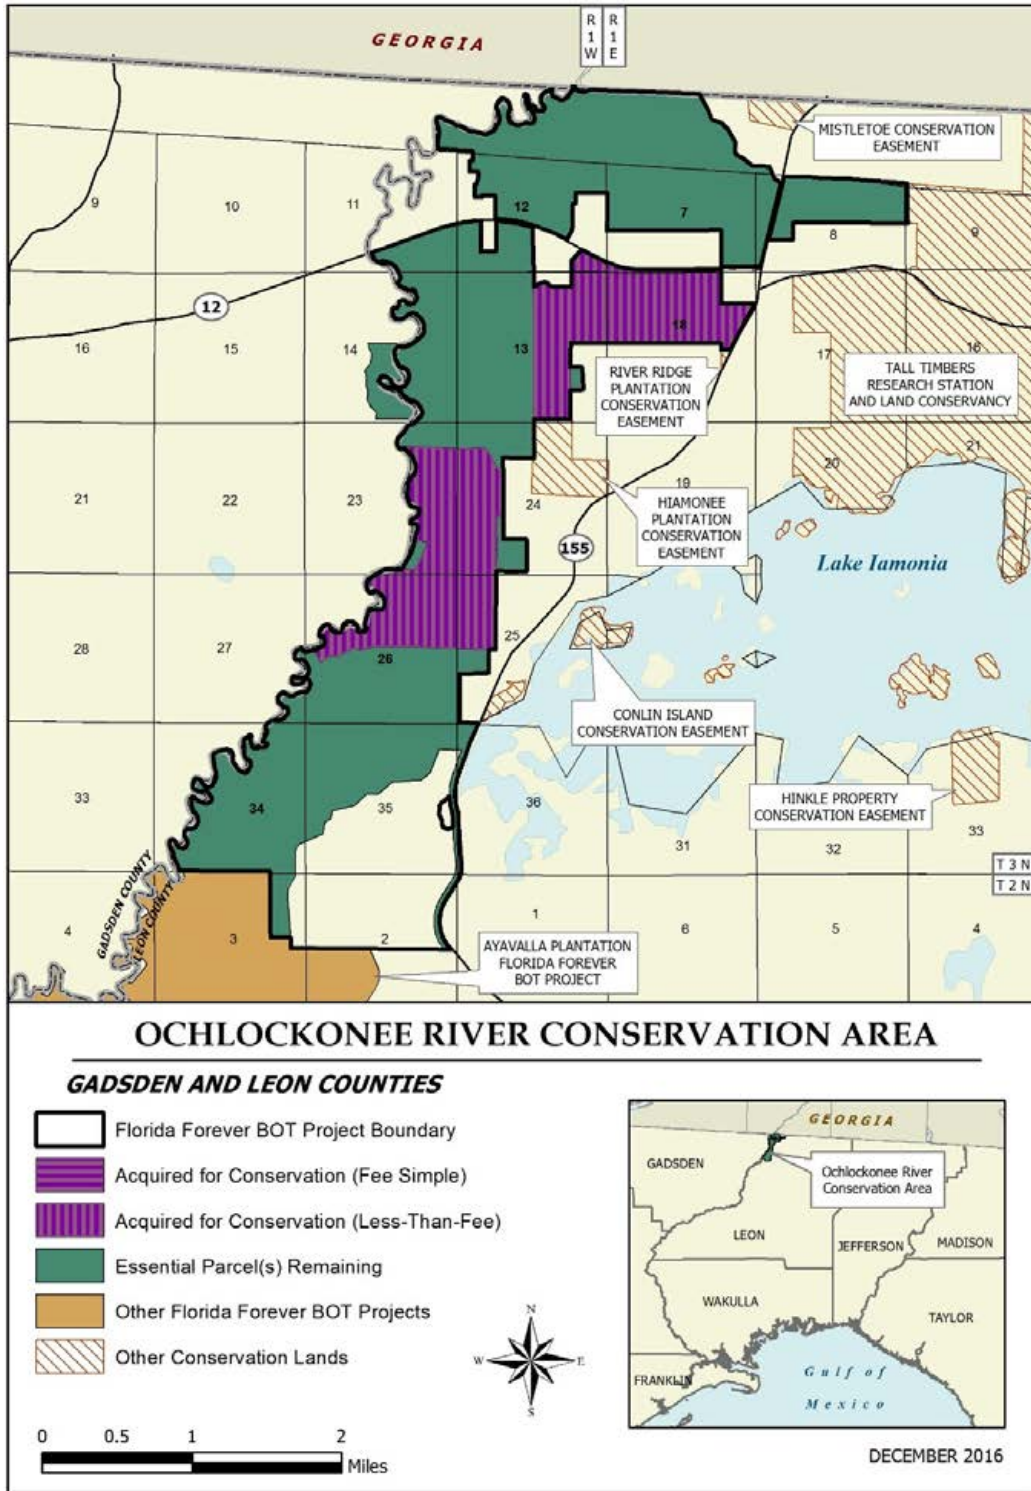 GEORGIA
R
1
W
R
1
E
MISTLETOE CONSERVATION
EASEMENT
9
10
11
12
7
8
9
12
16
15
14
13
18
17
16
RIVER RIDGE
PLANTATION
CONSERVATION
EASEMENT
TALL TIMBERS
RESEARCH STATION
AND LAND CONSERVANCY
21
22
23
24
19
20
21
HIAMONEE
PLANTATION
CONSERVATION
EASEMENT
155
Lake Iamonia
28
27
26
25
CONLIN ISLAND
CONSERVATION EASEMENT
33
34
35
36
31
32
33
HINKLE PROPERTY
CONSERVATION EASEMENT
T 3 N
T 2 N
GADSDEN COUNTY
LEON COUNTY
4
3
2
1
6
5
4
AYAVALLA PLANTATION
FLORIDA FOREVER
BOT PROJECT
OCHLOCKONEE RIVER CONSERVATION AREA
GADSDEN AND LEON COUNTIES
Florida Forever BOT Project Boundary
Acquired for Conservation (Fee Simple)
Acquired for Conservation (Less-Than-Fee)
Essential Parcel(s) Remaining
Other Florida Forever BOT Projects
Other Conservation Lands
N
W
E
S
0 0.5 1 2
Miles
GEORGIA
GADSDEN
Ochlockonee River
Conservation Area
LEON
JEFFERSON
MADISON
WAKULLA
TAYLOR
FRANKLIN
Gulf of
Mexico
DECEMBER 2016